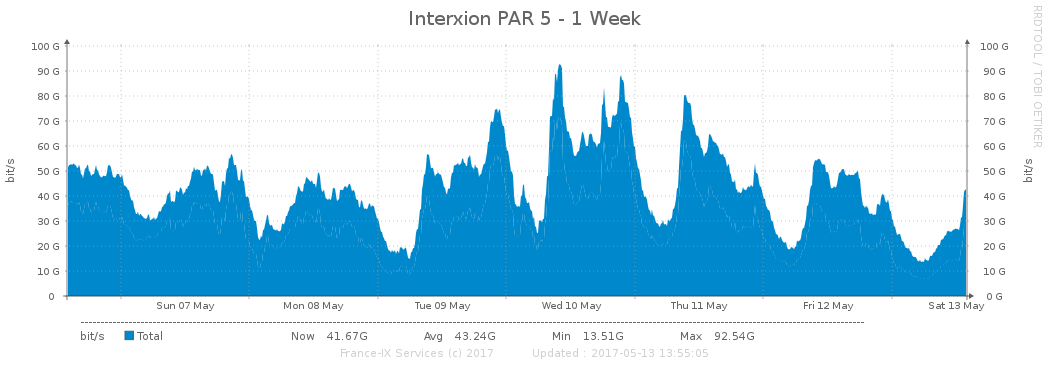 Interxion PAR 5 - 1 Week
RRDTOOL / TOBI OETIKER
bit/s
100 G
90 G
80 G
70 G
60 G
50 G
40 G
30 G
20 G
10 G
0
100 G
90 G
80 G
70 G
60 G
50 G
40 G
30 G
20 G
10 G
0 G
bit/s
Sun 07 May Mon 08 May Tue 09 May Wed 10 May Thu 11 May Fri 12 May Sat 13 May
bit/s Total Now 41.67G Avg 43.24G Min 13.51G Max 92.54G
France-IX Services (c) 2017 Updated : 2017-05-13 13:55:05